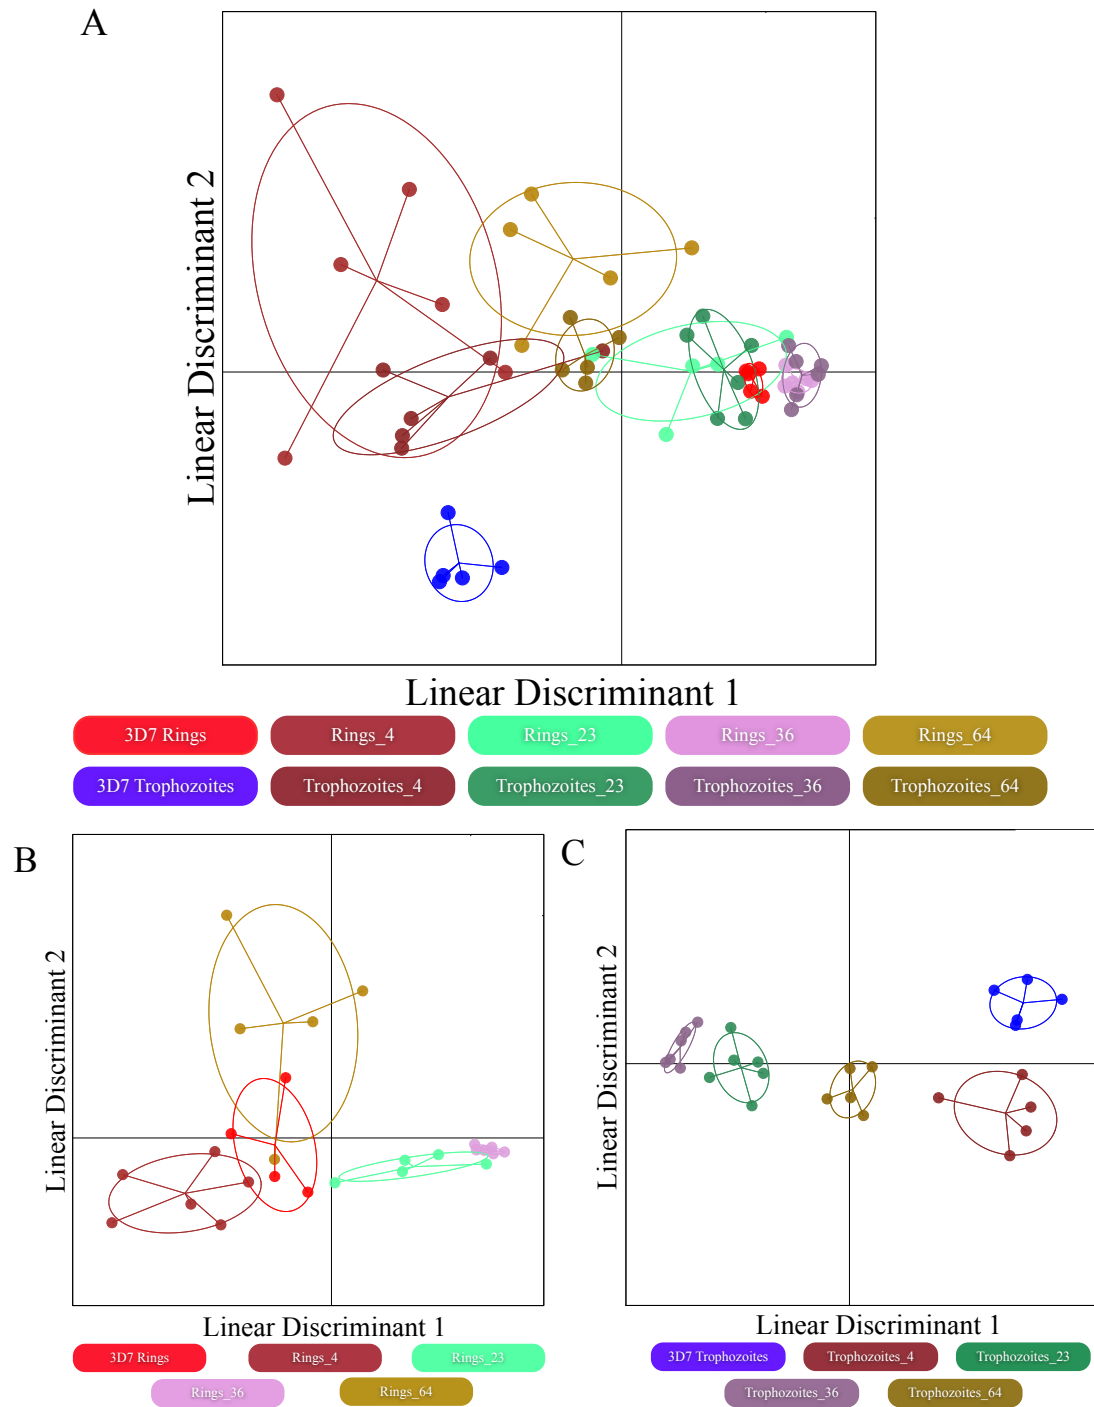 A
Linear Discriminant 2
Linear Discriminant 1
3D7 Rings
Rings_4
Rings_23
Rings_36
Rings_64
3D7 Trophozoites
Trophozoites_4
Trophozoites_23
Trophozoites_36
Trophozoites_64
B
Linear Discriminant 2
Linear Discriminant 1
3D7 Rings
Rings_4
Rings_23
Rings_36
Rings_64
C
Linear Discriminant 2
Linear Discriminant 1
3D7 Trophozoites
Trophozoites_4
Trophozoites_23
Trophozoites_36
Trophozoites_64